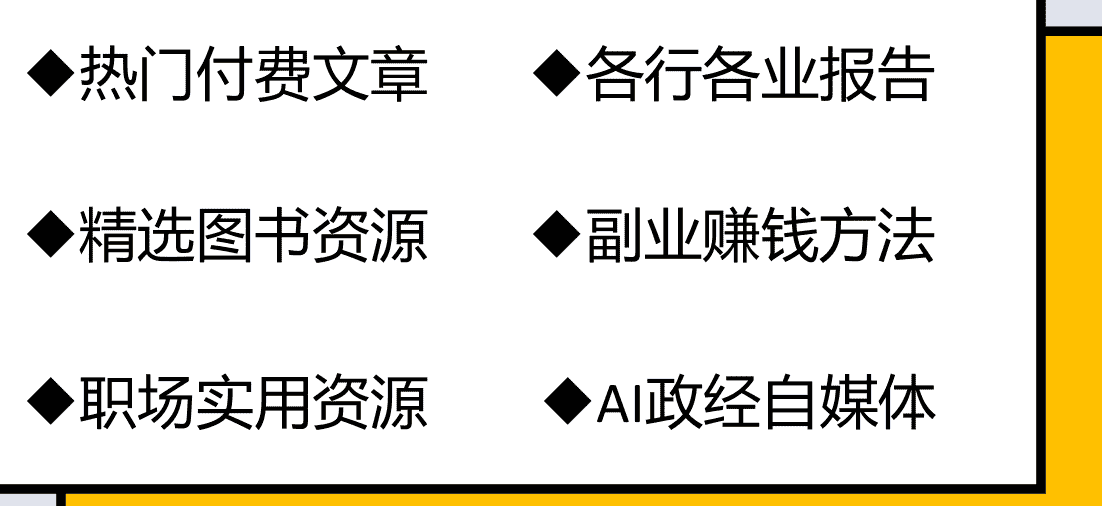 ◆热门付费文章 ◆各行各业报告
◆精选图书资源 ◆副业赚钱方法
◆职场实用资源 ◆AI政经自媒体